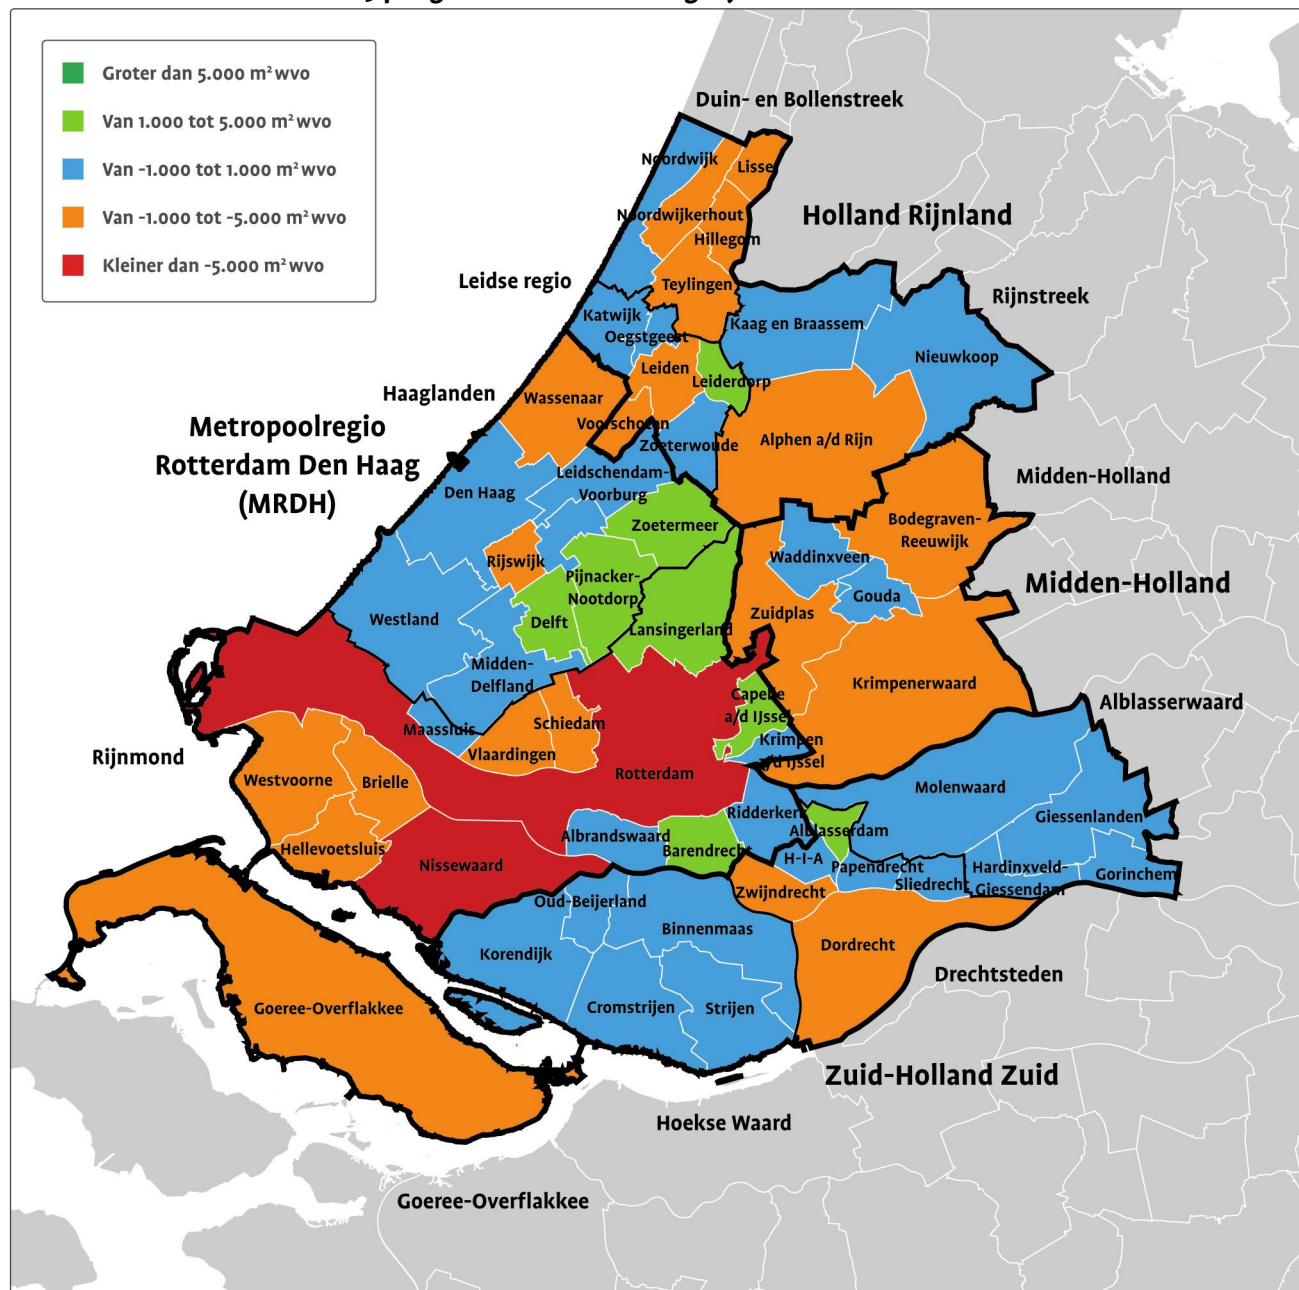 Groter dan 5.000 m² wvo
Van 1.000 tot 5.000 m² wvo
Van -1.000 tot 1.000 m² wvo
Van -1.000 tot -5.000 m² wvo
Kleiner dan -5.000 m² wvo
Duin- en Bollenstreek
Noordwijk
Lisse
Noordwijkerhout
Holland Rijnland
Hillegom
Leidse regio
Teylingen
Rijnstreek
Katwijk
Kaag en Braassem
Oegstgeest
Nieuwkoop
Leiden
Leiderdorp
Haaglanden
Wassenaar
Voorschoten
Metropoolregio
Rotterdam Den Haag
(MRDH)
Zoeterwoude
Alphen a/d Rijn
Leidschendam-
Voorburg
Den Haag
Midden-Holland
Zoetermeer
Bodegraven-
Reeuwijk
Rijswijk
Waddinxveen
Pijnacker-
Nootdorp
Gouda
Midden-Holland
Westland
Delft
Lansingerland
Zuidplas
Midden-
Delfland
Krimpenerwaard
Capelle
a/d IJssel
Alblasserwaard
Maassluis
Schiedam
Vlaardingen
Krimpen
a/d IJssel
Rijnmond
Westvoorne
Brielle
Rotterdam
Molenwaard
Ridderkerk
Giessenlanden
Albrandswaard
Alblasserdam
Hellevoetsluis
Barendrecht
Nissewaard
H-I-A
Papendrecht
Sliedrecht
Hardinxveld-
Giessendam
Gorinchem
Zwijndrecht
Oud-Beijerland
Binnenmaas
Dordrecht
Korendijk
Drechtsteden
Goeree-Overflakkee
Cromstrijen
Strijen
Zuid-Holland Zuid
Hoekse Waard
Goeree-Overflakkee